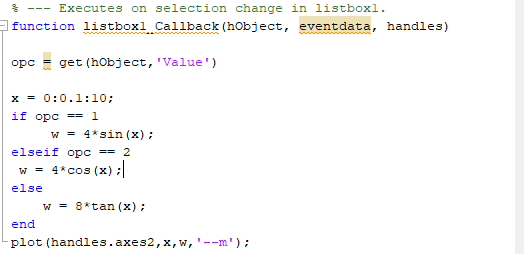 % --- Executes on selection change in listbox1.
function listbox1_Callback(hObject, eventdata, handles)
opc = get(hObject,'Value')
x = 0:0.1:10;
if opc == 1
w = 4*sin(x);
elseif opc == 2
w = 4*cos(x);
else
w = 8*tan(x);
end
plot(handles.axes2,x,w,'--m');